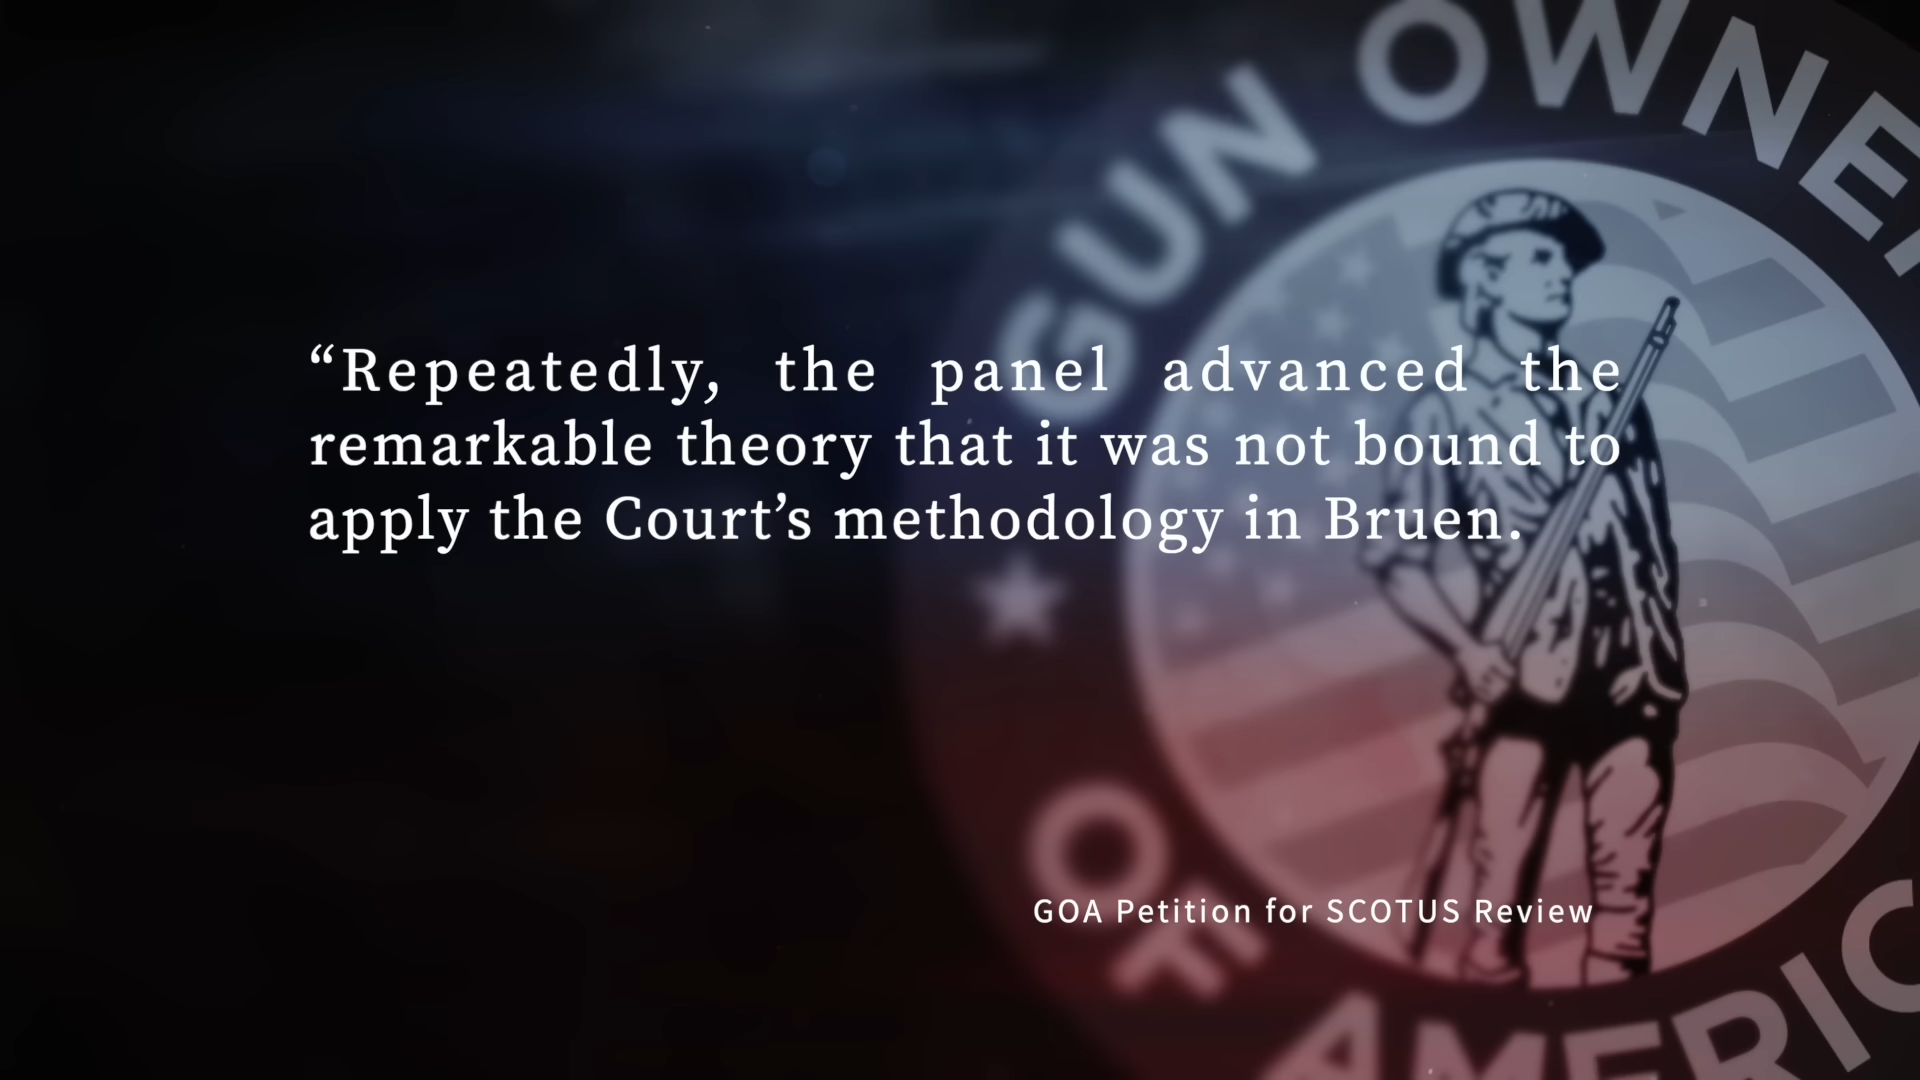 GUN OWNE
“Repeatedly, the panel advanced the
remarkable theory that it was not bound to
apply the Court’s methodology in Bruen.
GOA Petition for SCOTUS Review
OF AMERIC